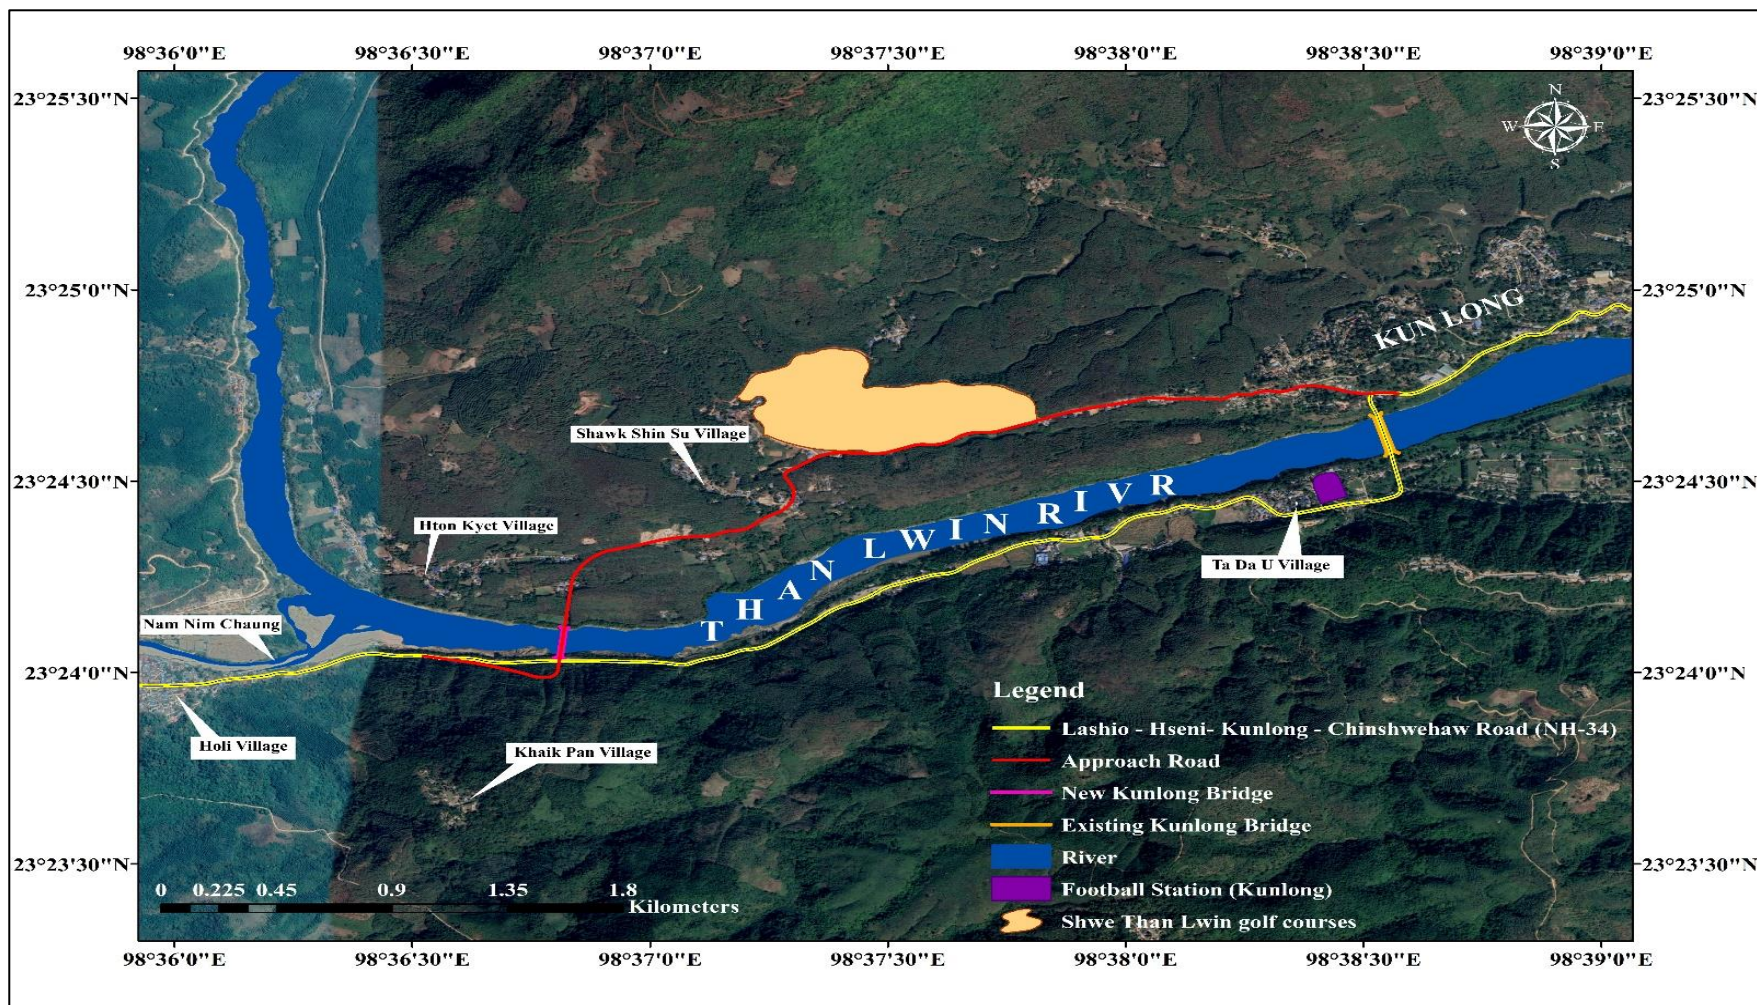 98°36'0"E 98°36'30"E 98°37'0"E 98°37'30"E 98°38'0"E 98°38'30"E 98°39'0"E
23°25'30"N 23°25'30"N
N
W E
S
23°25'0"N 23°25'0"N
KUN LONG
Shawk Shin Su Village
23°24'30"N 23°24'30"N
THAN LWIN RIVR
Hton Kyet Village
Ta Da U Village
Nam Nim Chaung
23°24'0"N 23°24'0"N
Holi Village
Khaik Pan Village
Legend
Lashio - Hseni- Kunlong - Chinshwehaw Road (NH-34)
Approach Road
New Kunlong Bridge
Existing Kunlong Bridge
River
Football Station (Kunlong)
Shwe Than Lwin golf courses
23°23'30"N 23°23'30"N
0 0.225 0.45 0.9 1.35 1.8
Kilometers
98°36'0"E 98°36'30"E 98°37'0"E 98°37'30"E 98°38'0"E 98°38'30"E 98°39'0"E